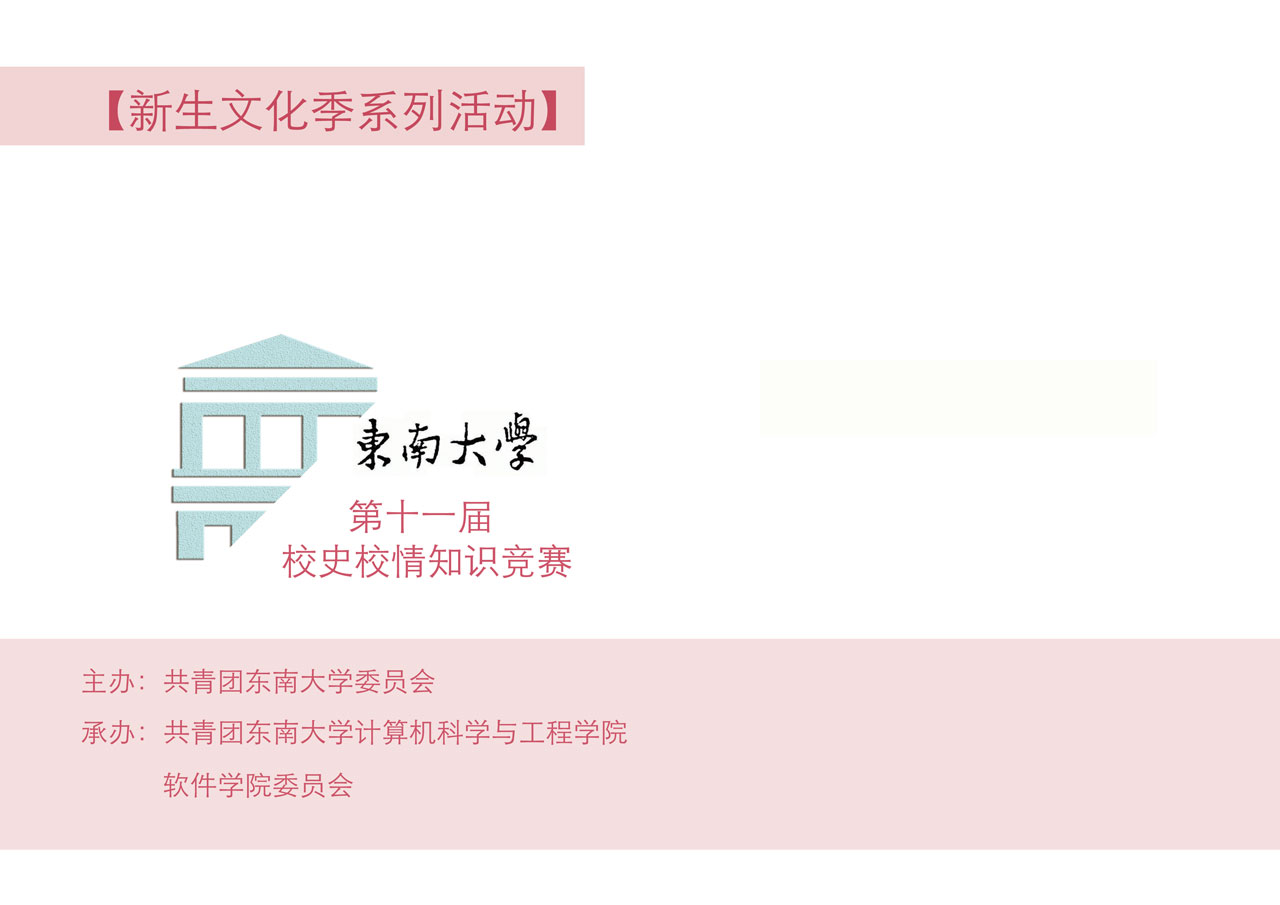 【新生文化季系列活动】
東南大學
第十一届
校史校情知识竞赛
主办：共青团东南大学委员会
承办：共青团东南大学计算机科学与工程学院
软件学院委员会